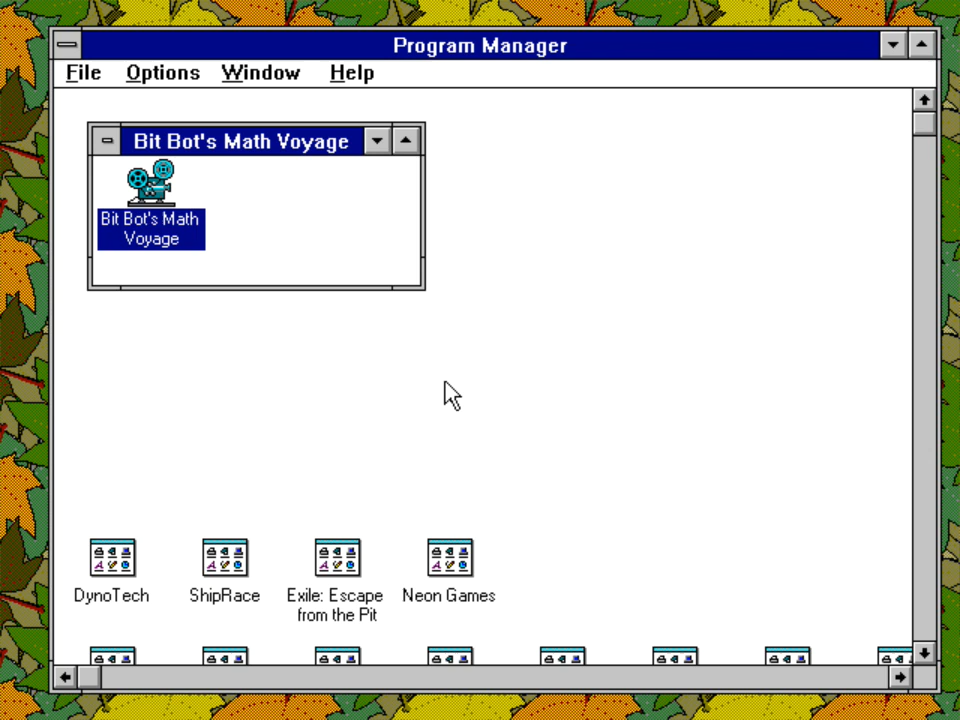 Program Manager
File Options Window Help
Bit Bot's Math Voyage
Bit Bot's Math
Voyage
DynoTech ShipRace Exile: Escape Neon Games
from the Pit